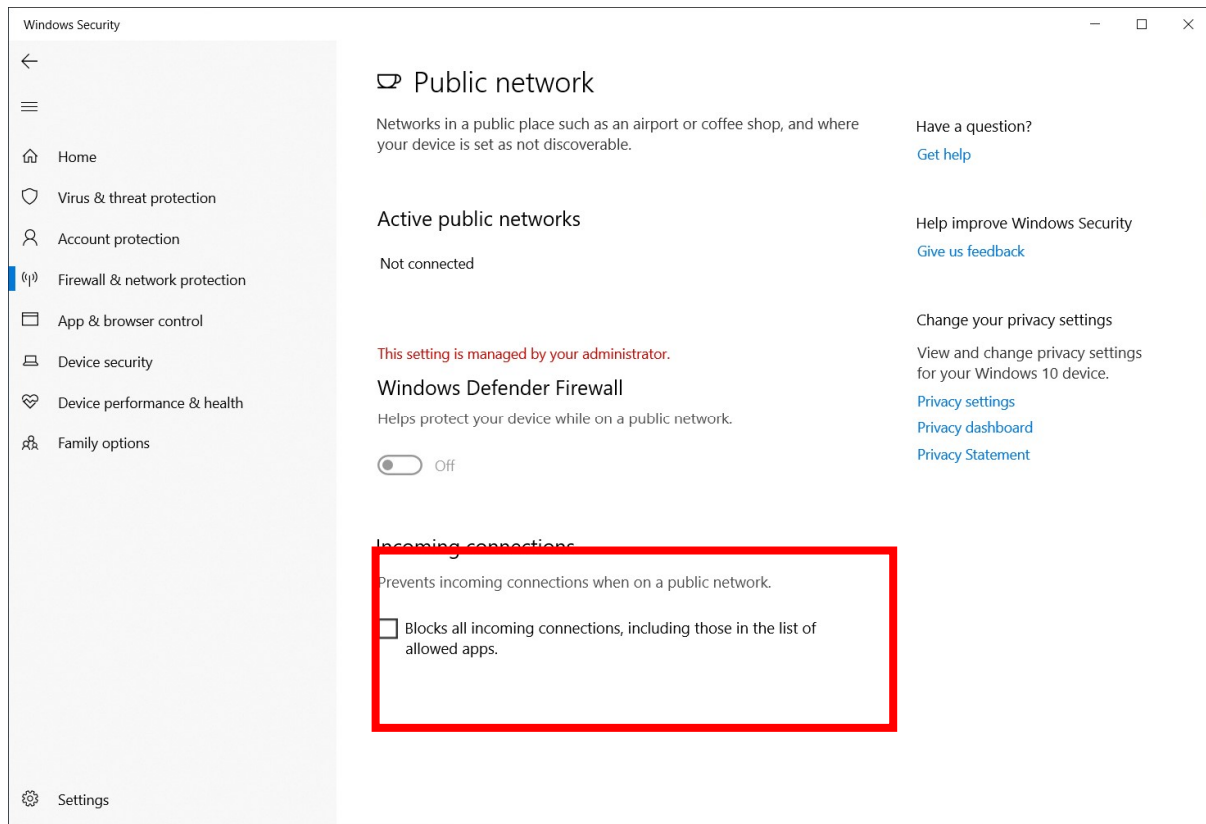 Windows Security
Home
Virus & threat protection
Account protection
Firewall & network protection
App & browser control
Device security
Device performance & health
Family options
Settings
Public network
Networks in a public place such as an airport or coffee shop, and where
your device is set as not discoverable.
Active public networks
Not connected
This setting is managed by your administrator.
Windows Defender Firewall
Helps protect your device while on a public network.
Off
Incoming connections
Prevents incoming connections when on a public network.
Blocks all incoming connections, including those in the list of
allowed apps.
Have a question?
Get help
Help improve Windows Security
Give us feedback
Change your privacy settings
View and change privacy settings
for your Windows 10 device.
Privacy settings
Privacy dashboard
Privacy Statement